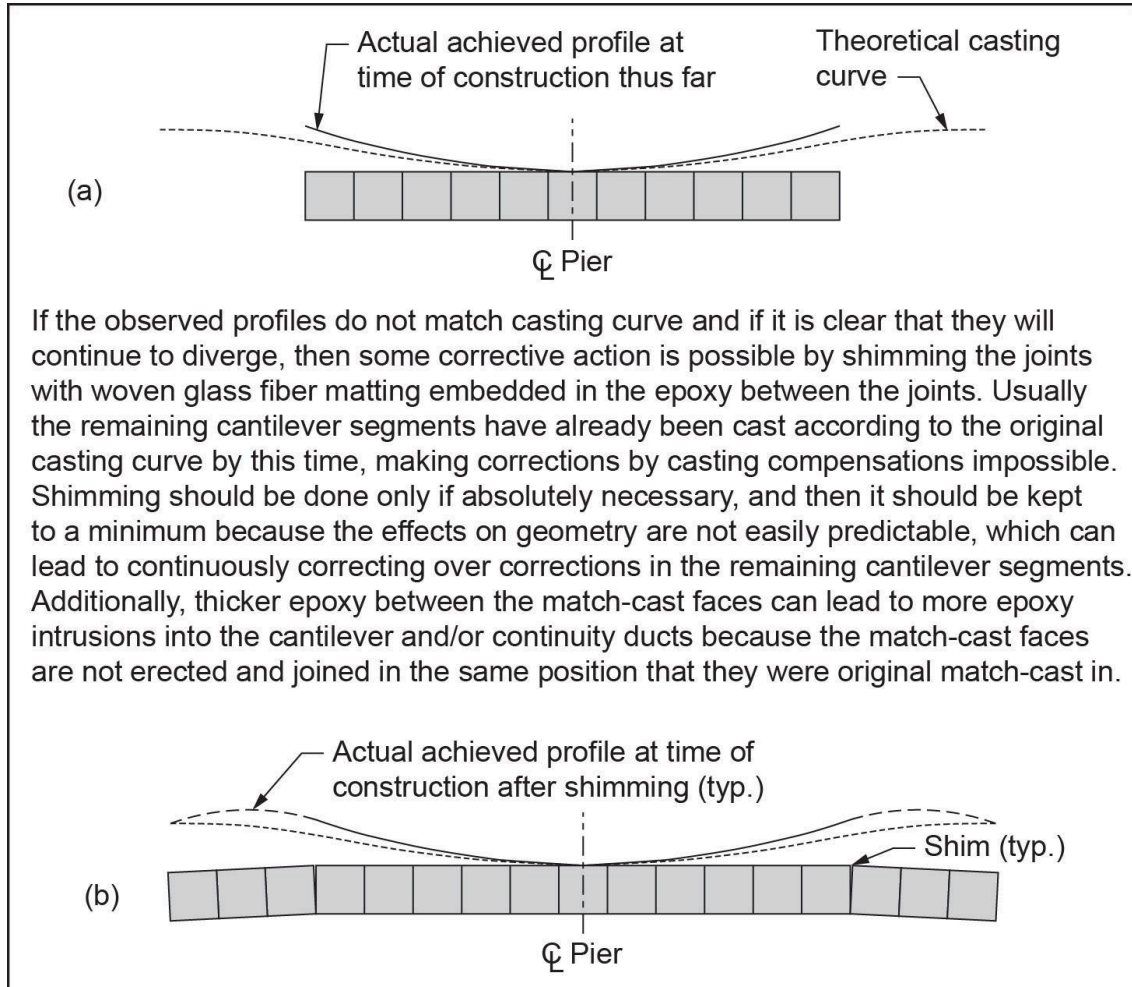 Actual achieved profile at
time of construction thus far
Theoretical casting
curve
(a)
℄ Pier
If the observed profiles do not match casting curve and if it is clear that they will
continue to diverge, then some corrective action is possible by shimming the joints
with woven glass fiber matting embedded in the epoxy between the joints. Usually
the remaining cantilever segments have already been cast according to the original
casting curve by this time, making corrections by casting compensations impossible.
Shimming should be done only if absolutely necessary, and then it should be kept
to a minimum because the effects on geometry are not easily predictable, which can
lead to continuously correcting over corrections in the remaining cantilever segments.
Additionally, thicker epoxy between the match-cast faces can lead to more epoxy
intrusions into the cantilever and/or continuity ducts because the match-cast faces
are not erected and joined in the same position that they were original match-cast in.
Actual achieved profile at time of
construction after shimming (typ.)
Shim (typ.)
(b)
℄ Pier